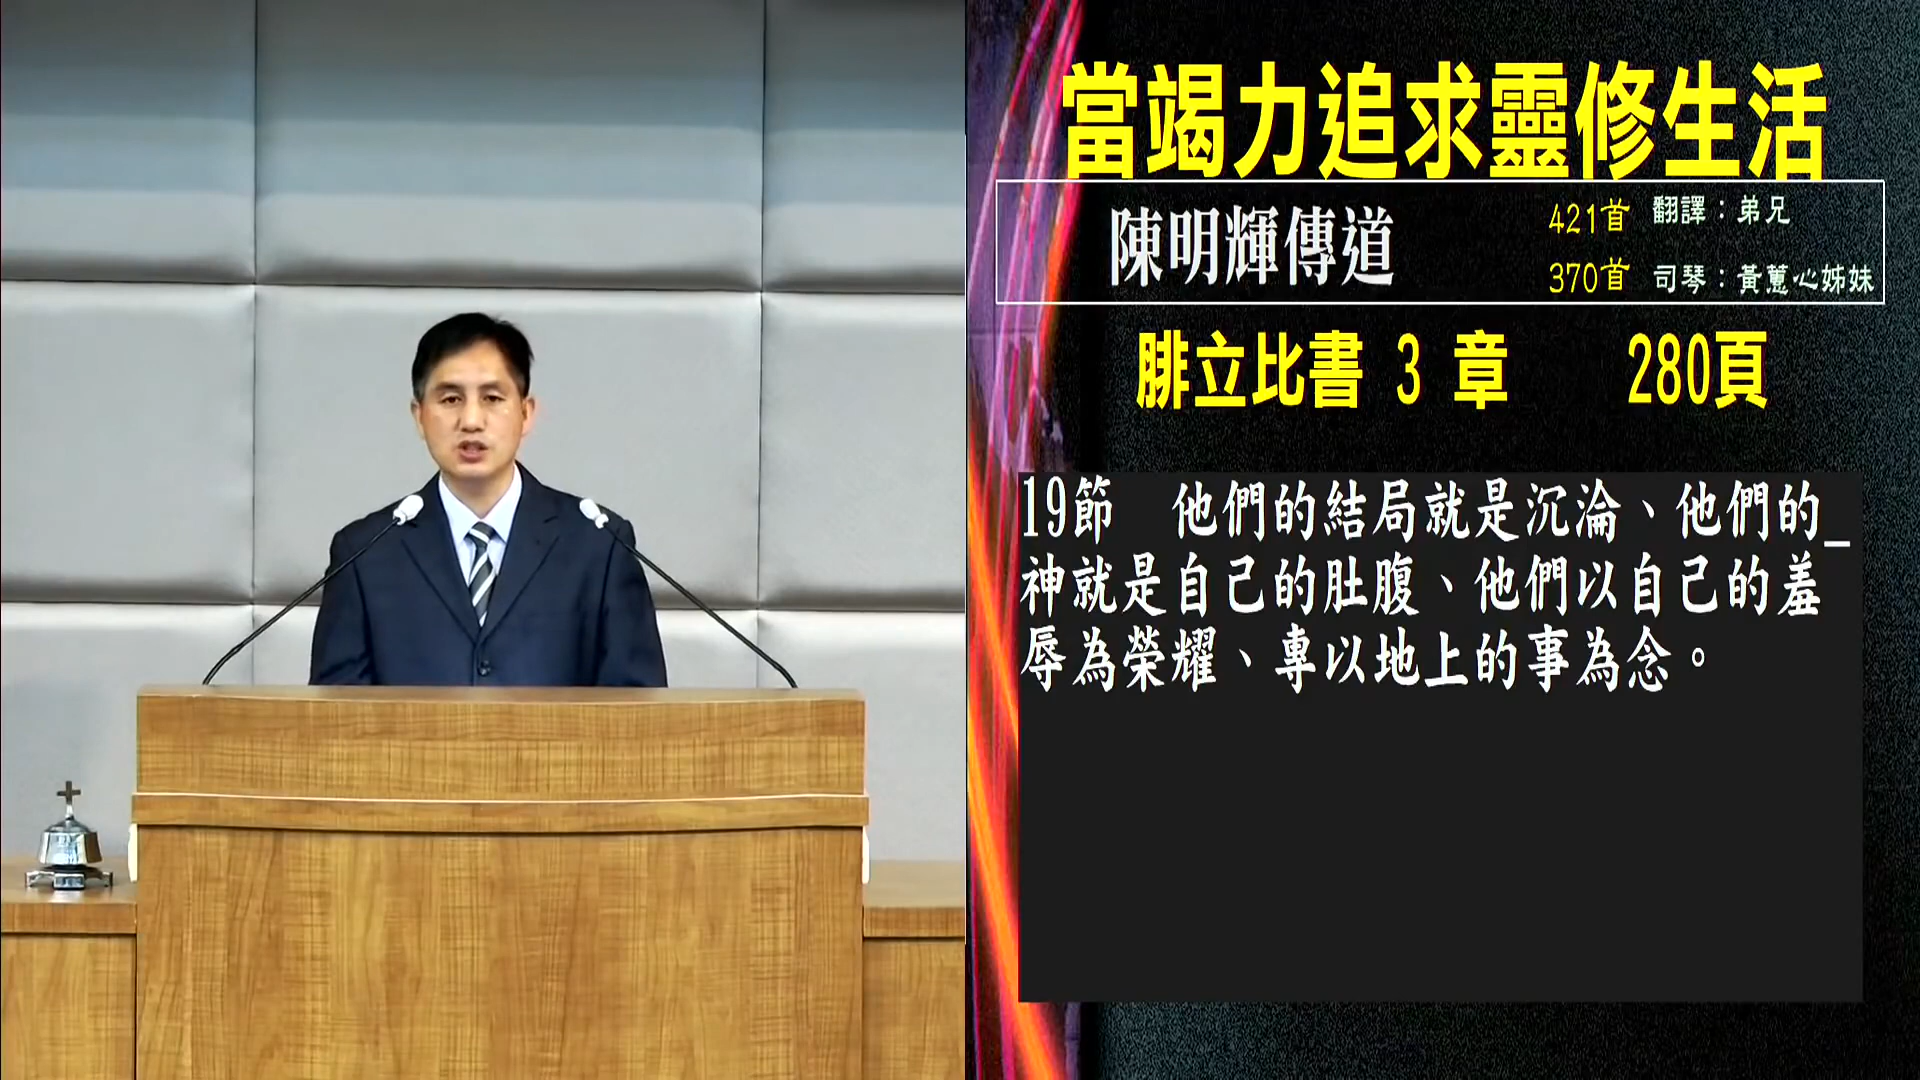 當竭力追求靈修生活
陳明輝傳道
421首 翻譯：弟兄
370首 司琴：黃蕙心姊妹
腓立比書 3 章 280頁
19節 他們的結局就是沉淪、他們的_
神就是自己的肚腹、他們以自己的羞
辱為榮耀、專以地上的事為念。